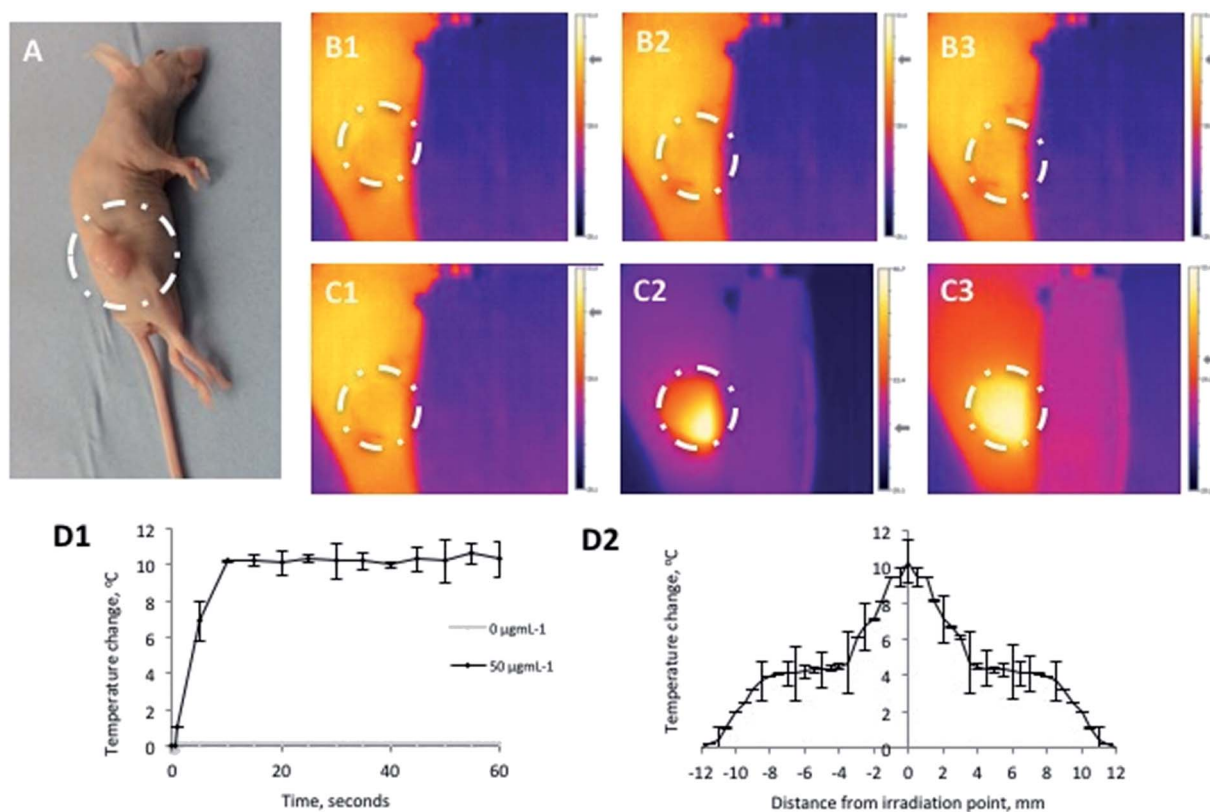 A
B1
B2
B3
C1
C2
C3
D1
Temperature change, ºC
12
10
8
6
4
2
0
0 µgmL-1
50 µgmL-1
0
20
40
60
Time, seconds
D2
Temperature change, ºC
12
10
8
6
4
2
0
-12 -10 -8 -6 -4 -2 0 2 4 6 8 10 12
Distance from irradiation point, mm